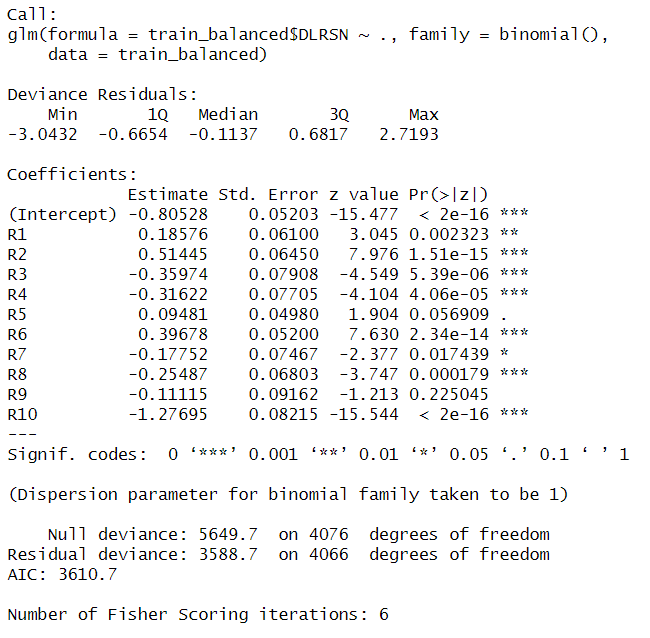 Call:
glm(formula = train_balanced$DLRSN ~ ., family = binomial(),
    data = train_balanced)

Deviance Residuals:
    Min       1Q   Median       3Q      Max
-3.0432  -0.6654  -0.1137   0.6817   2.7193

Coefficients:
            Estimate Std. Error z value Pr(>|z|)
(Intercept) -0.80528    0.05203 -15.477  < 2e-16 ***
R1           0.18576    0.06100   3.045 0.002323 **
R2           0.51445    0.06450   7.976 1.51e-15 ***
R3          -0.35974    0.07908  -4.549 5.39e-06 ***
R4          -0.31622    0.07705  -4.104 4.06e-05 ***
R5           0.09481    0.04980   1.904 0.056909 .
R6           0.39678    0.05200   7.630 2.34e-14 ***
R7          -0.17752    0.07467  -2.377 0.017439 *
R8          -0.25487    0.06803  -3.747 0.000179 ***
R9          -0.11115    0.09162  -1.213 0.225045
R10         -1.27695    0.08215 -15.544  < 2e-16 ***
---
Signif. codes:  0 ‘***’ 0.001 ‘**’ 0.01 ‘*’ 0.05 ‘.’ 0.1 ‘ ’ 1

(Dispersion parameter for binomial family taken to be 1)

    Null deviance: 5649.7  on 4076  degrees of freedom
Residual deviance: 3588.7  on 4066  degrees of freedom
AIC: 3610.7

Number of Fisher Scoring iterations: 6